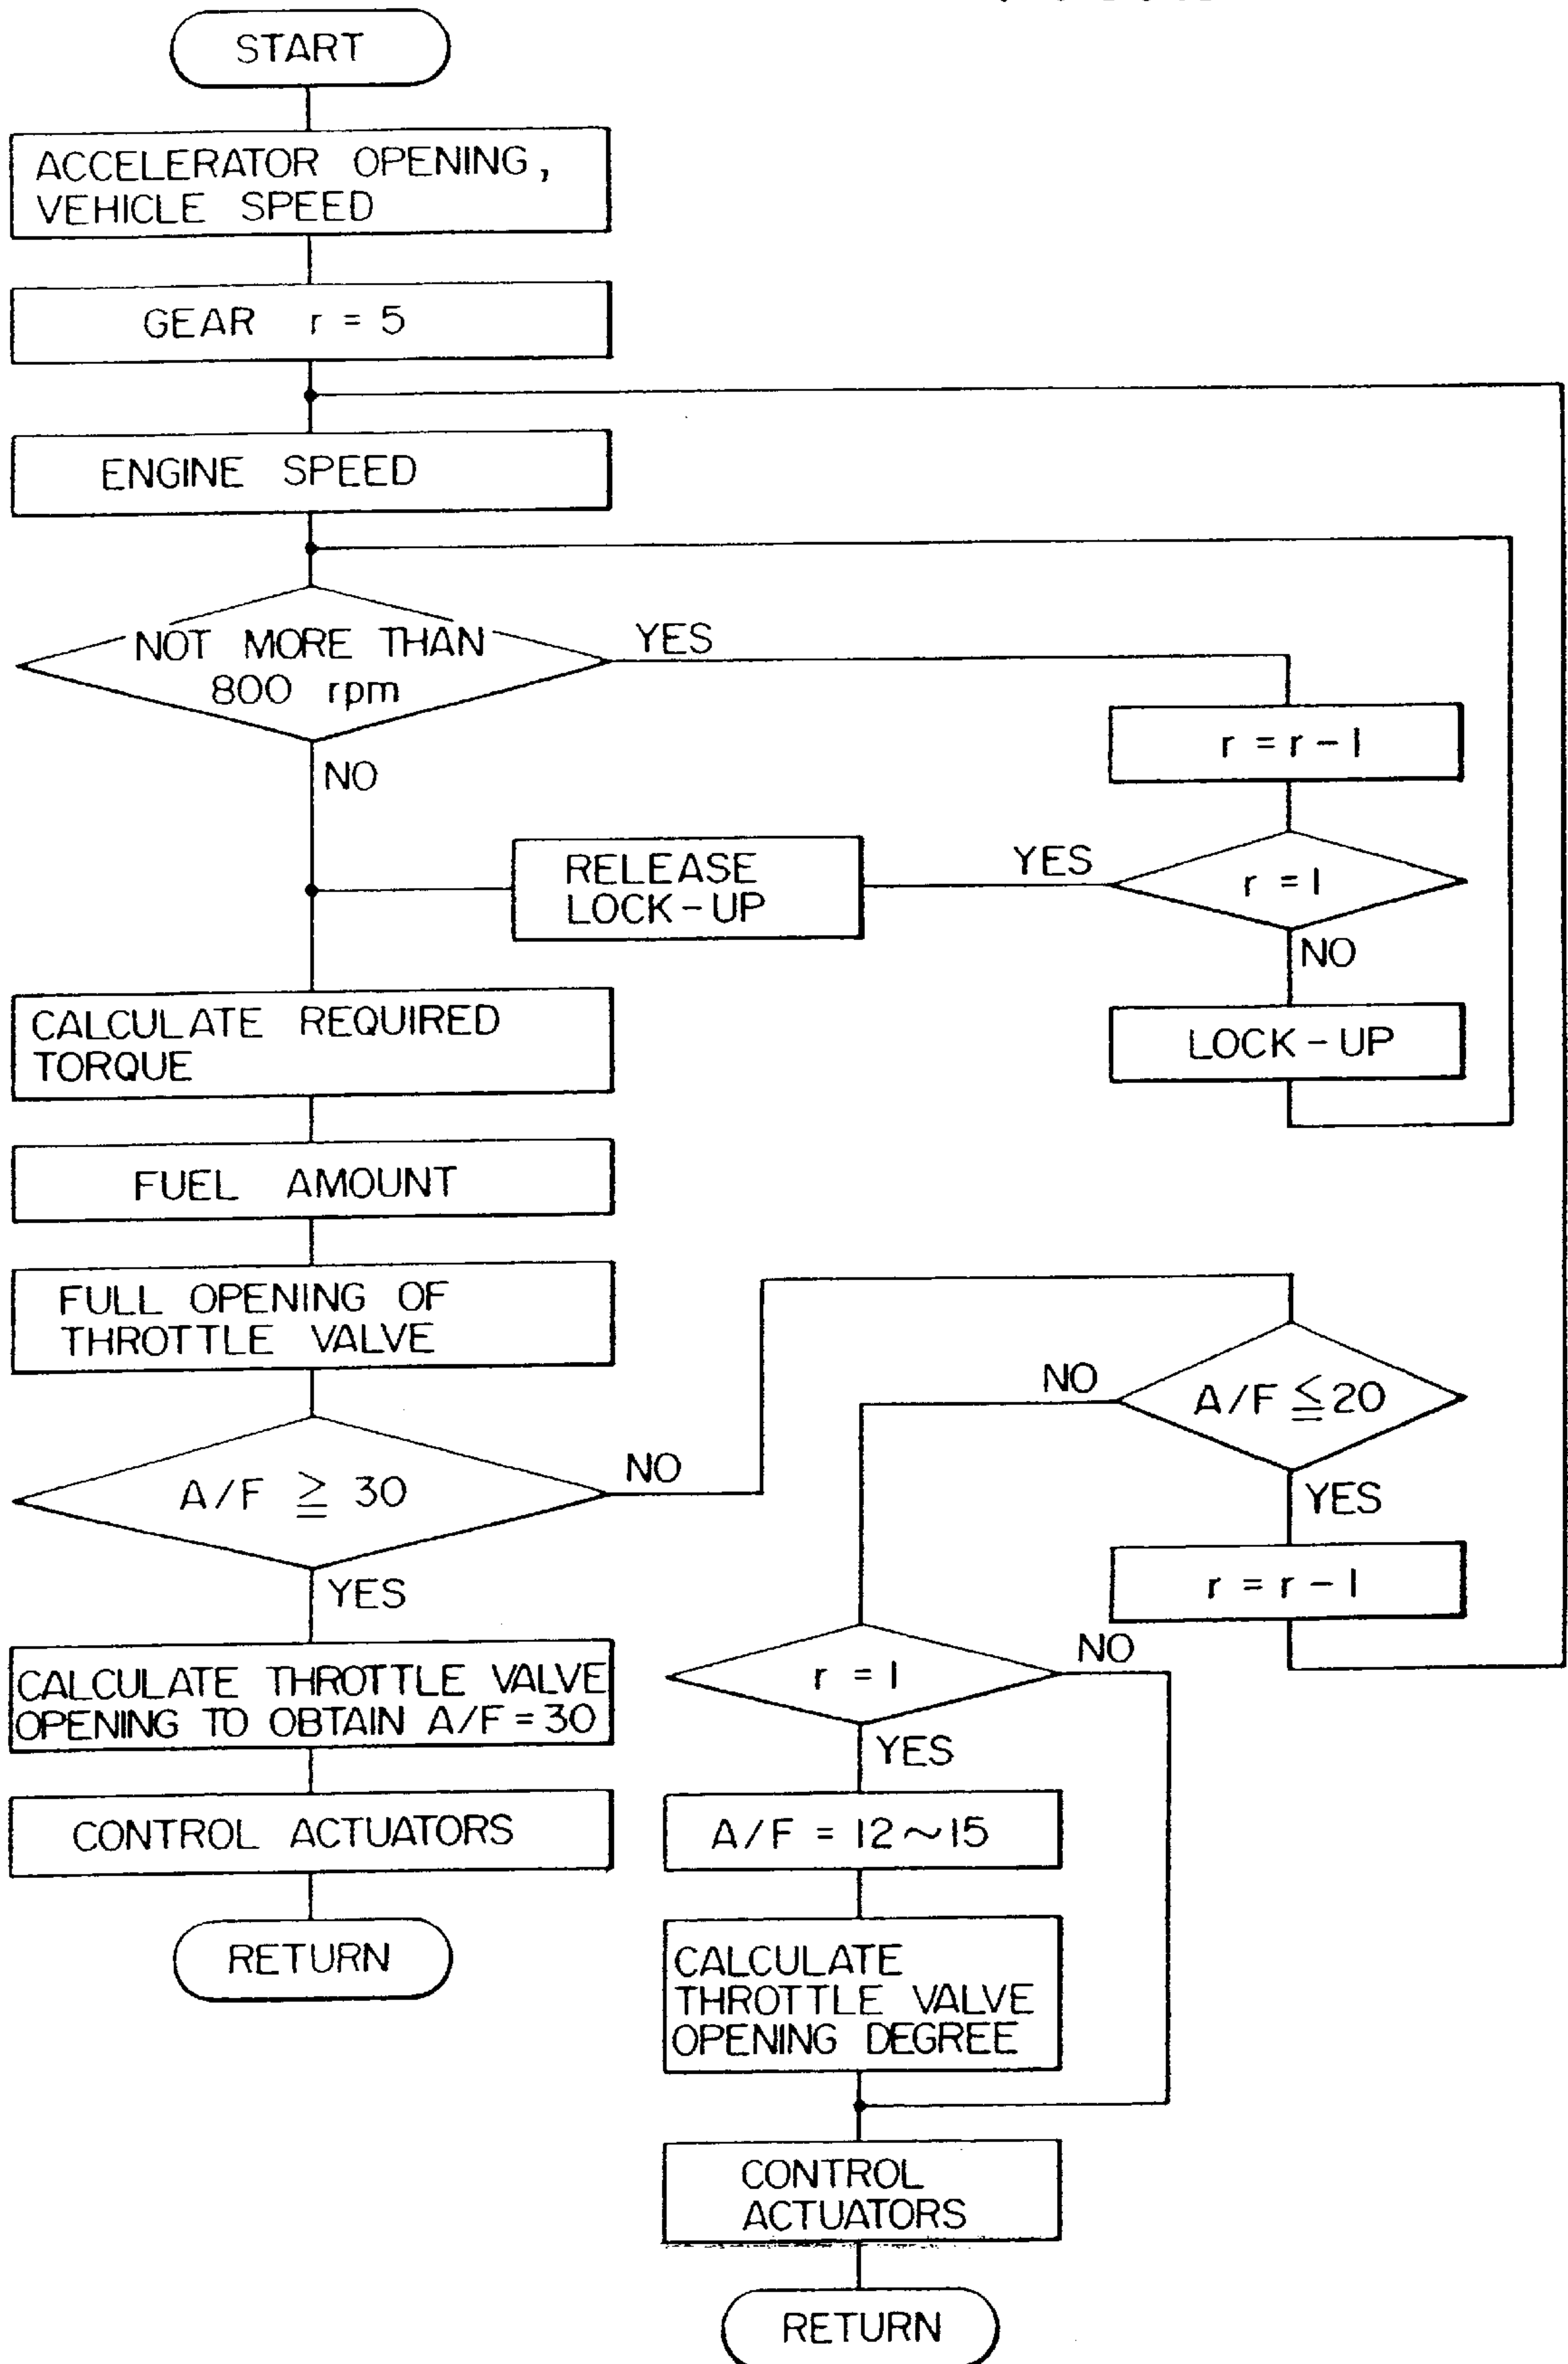 START
ACCELERATOR OPENING,
VEHICLE SPEED
GEAR r = 5
ENGINE SPEED
NOT MORE THAN
800 rpm
YES
NO
r = r - 1
r = 1
YES
NO
RELEASE
LOCK-UP
LOCK-UP
CALCULATE REQUIRED
TORQUE
FUEL AMOUNT
FULL OPENING OF
THROTTLE VALVE
A/F ≧ 30
NO
YES
A/F ≦ 20
NO
YES
r = r - 1
CALCULATE THROTTLE VALVE
OPENING TO OBTAIN A/F = 30
CONTROL ACTUATORS
RETURN
r = 1
NO
YES
A/F = 12~15
CALCULATE
THROTTLE VALVE
OPENING DEGREE
CONTROL
ACTUATORS
RETURN